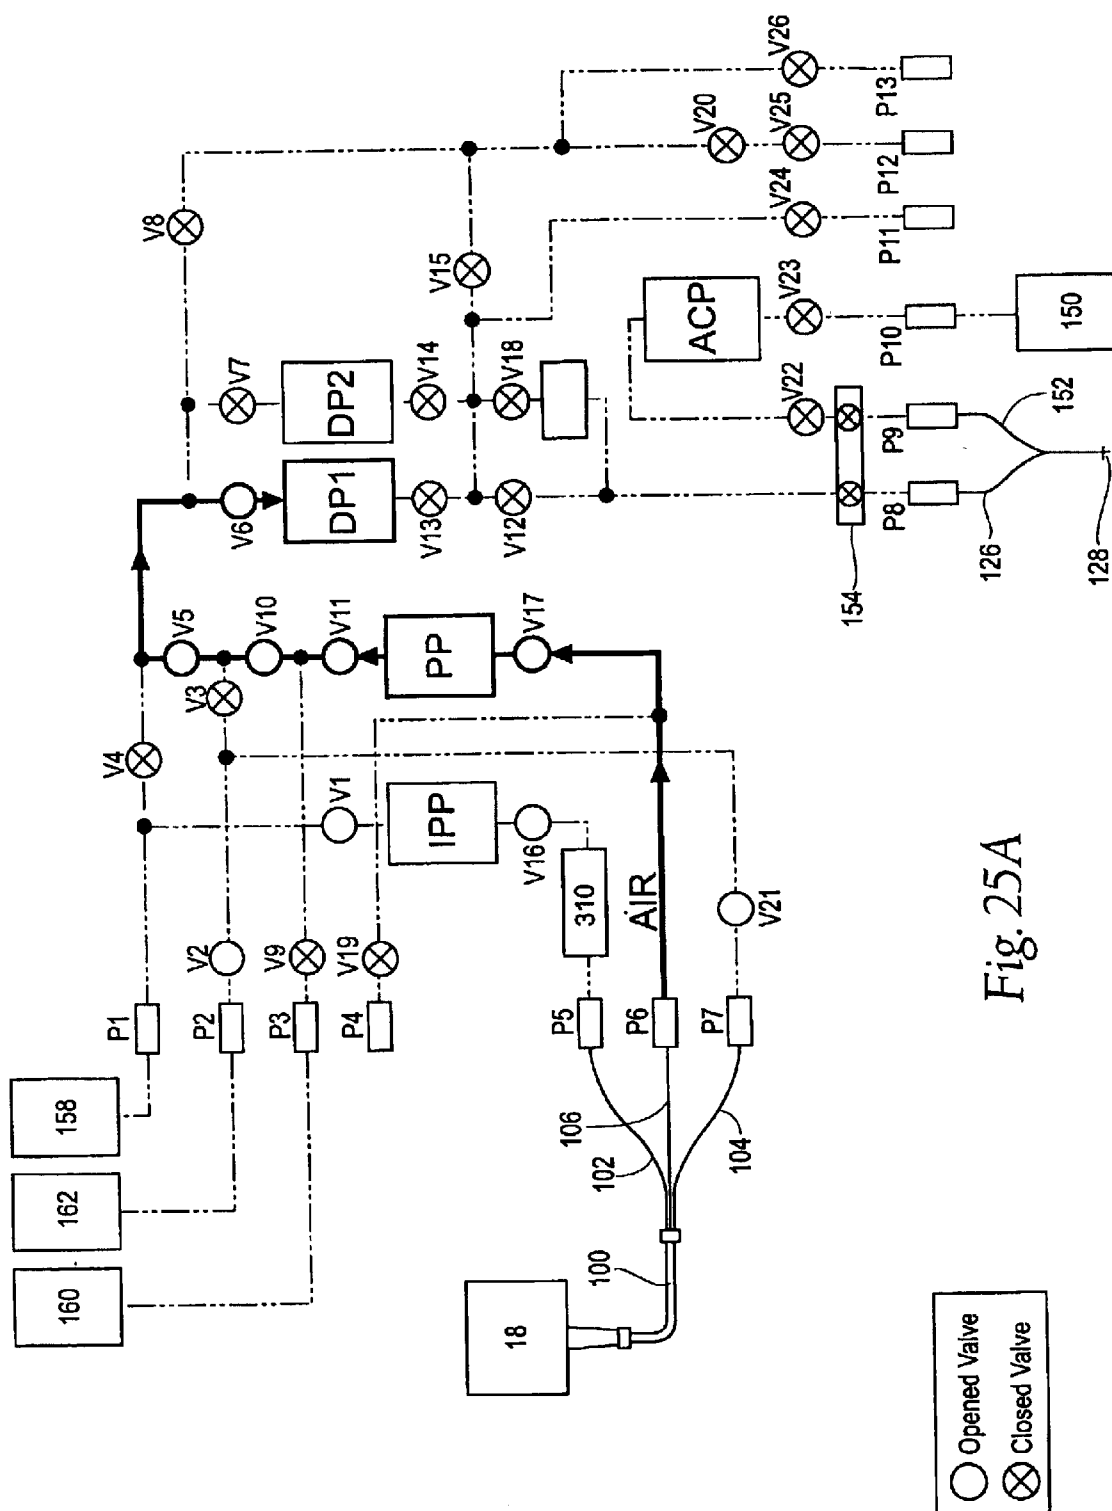 158
162
160
P1
P2
P3
P4
V2
V9
V19
V4
V3
V5
V10
V11
V1
IPP
V16
310
PP
V17
AIR
P5
P6
P7
V21
102
106
104
100
18
V8
V7
V6
DP2
DP1
V14
V13
V18
V12
V15
V26
V20
V25
V24
P13
P12
P11
ACP
V23
V22
P10
P9
P8
150
152
154
126
128
Opened Valve
Closed Valve
Fig. 25A